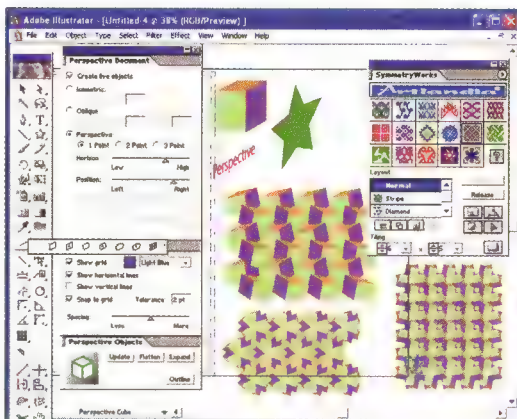 Adobe Illustrator - [Untitled-4 @ 38% (RGB/Preview) ]
File Edit Object Type Select Filter Effect View Window Help
Perspective Document
Create live objects
Isometric:
Oblique
Perspective
1 Point 2 Point 3 Point
Horizon:
Low High
Position:
Left Right
Show grid Light Blue
Show horizontal lines
Show vertical lines
Snap to grid Tolerance 2 pt
Spacing
Less More
Perspective Objects
Update Flatten Expand
Outline
Perspective Cube
Perspective
SymmetryWorks
Layout
Normal
Stripe
Diamond
Release
Tiling